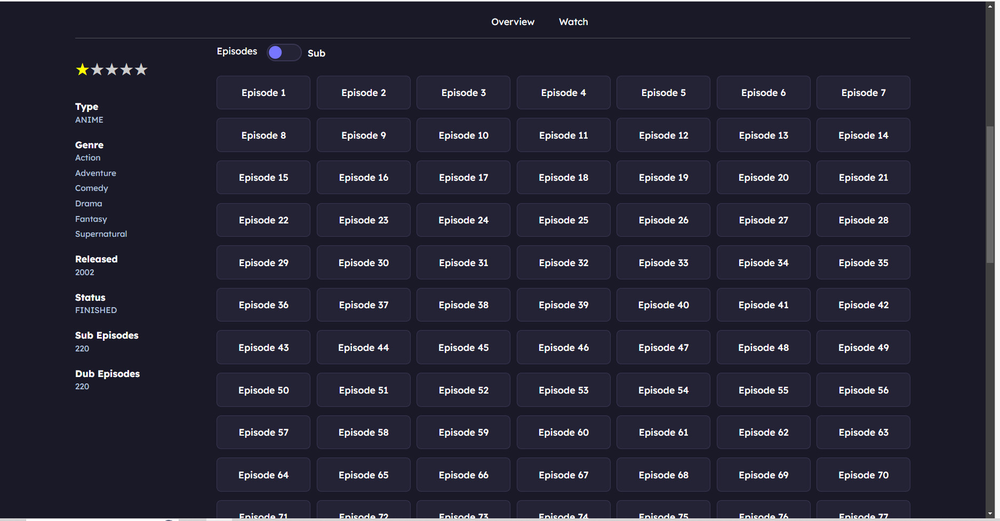 Overview Watch
Episodes Sub
Type
ANIME
Genre
Action
Adventure
Comedy
Drama
Fantasy
Supernatural
Released
2002
Status
FINISHED
Sub Episodes
220
Dub Episodes
220
Episode 1 Episode 2 Episode 3 Episode 4 Episode 5 Episode 6 Episode 7
Episode 8 Episode 9 Episode 10 Episode 11 Episode 12 Episode 13 Episode 14
Episode 15 Episode 16 Episode 17 Episode 18 Episode 19 Episode 20 Episode 21
Episode 22 Episode 23 Episode 24 Episode 25 Episode 26 Episode 27 Episode 28
Episode 29 Episode 30 Episode 31 Episode 32 Episode 33 Episode 34 Episode 35
Episode 36 Episode 37 Episode 38 Episode 39 Episode 40 Episode 41 Episode 42
Episode 43 Episode 44 Episode 45 Episode 46 Episode 47 Episode 48 Episode 49
Episode 50 Episode 51 Episode 52 Episode 53 Episode 54 Episode 55 Episode 56
Episode 57 Episode 58 Episode 59 Episode 60 Episode 61 Episode 62 Episode 63
Episode 64 Episode 65 Episode 66 Episode 67 Episode 68 Episode 69 Episode 70
Episode 71 Episode 72 Episode 73 Episode 74 Episode 75 Episode 76 Episode 77